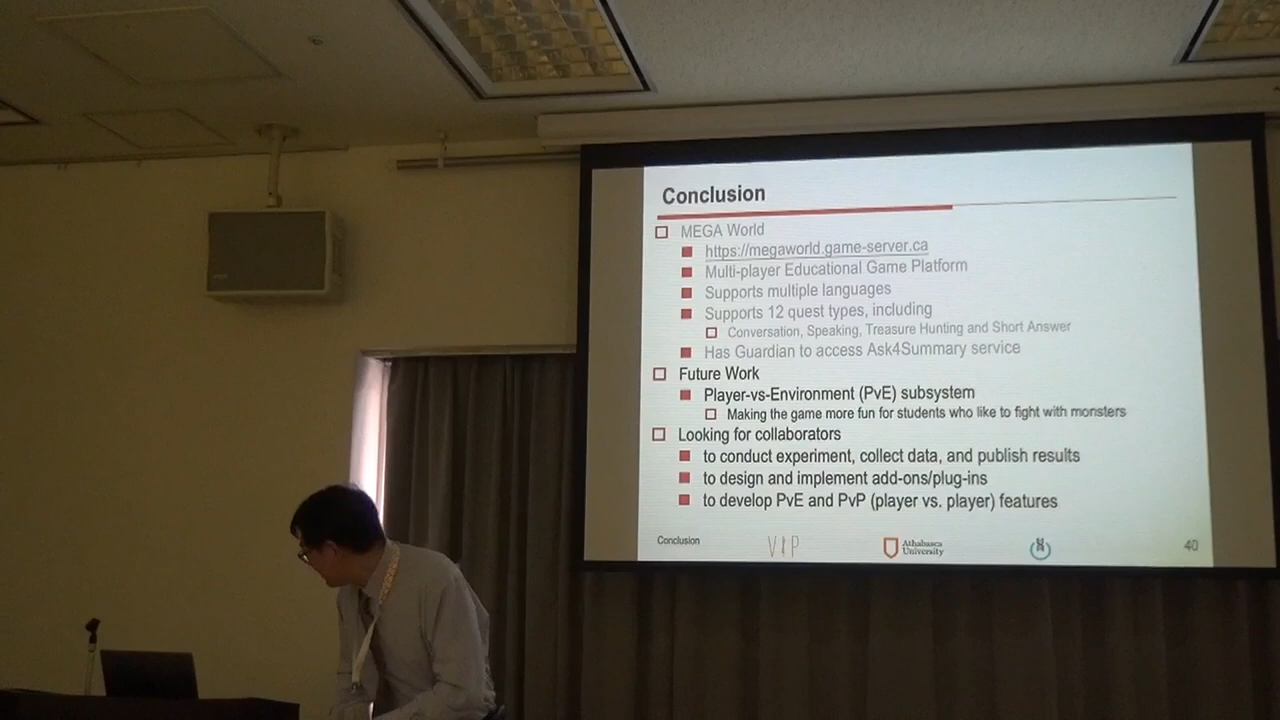 Conclusion
MEGA World
https://megaworld.game-server.ca
Multi-player Educational Game Platform
Supports multiple languages
Supports 12 quest types, including
Conversation, Speaking, Treasure Hunting and Short Answer
Has Guardian to access Ask4Summary service
Future Work
Player-vs-Environment (PvE) subsystem
Making the game more fun for students who like to fight with monsters
Looking for collaborators
to conduct experiment, collect data, and publish results
to design and implement add-ons/plug-ins
to develop PvE and PvP (player vs. player) features
Conclusion
VIP
Athabasca
University
40